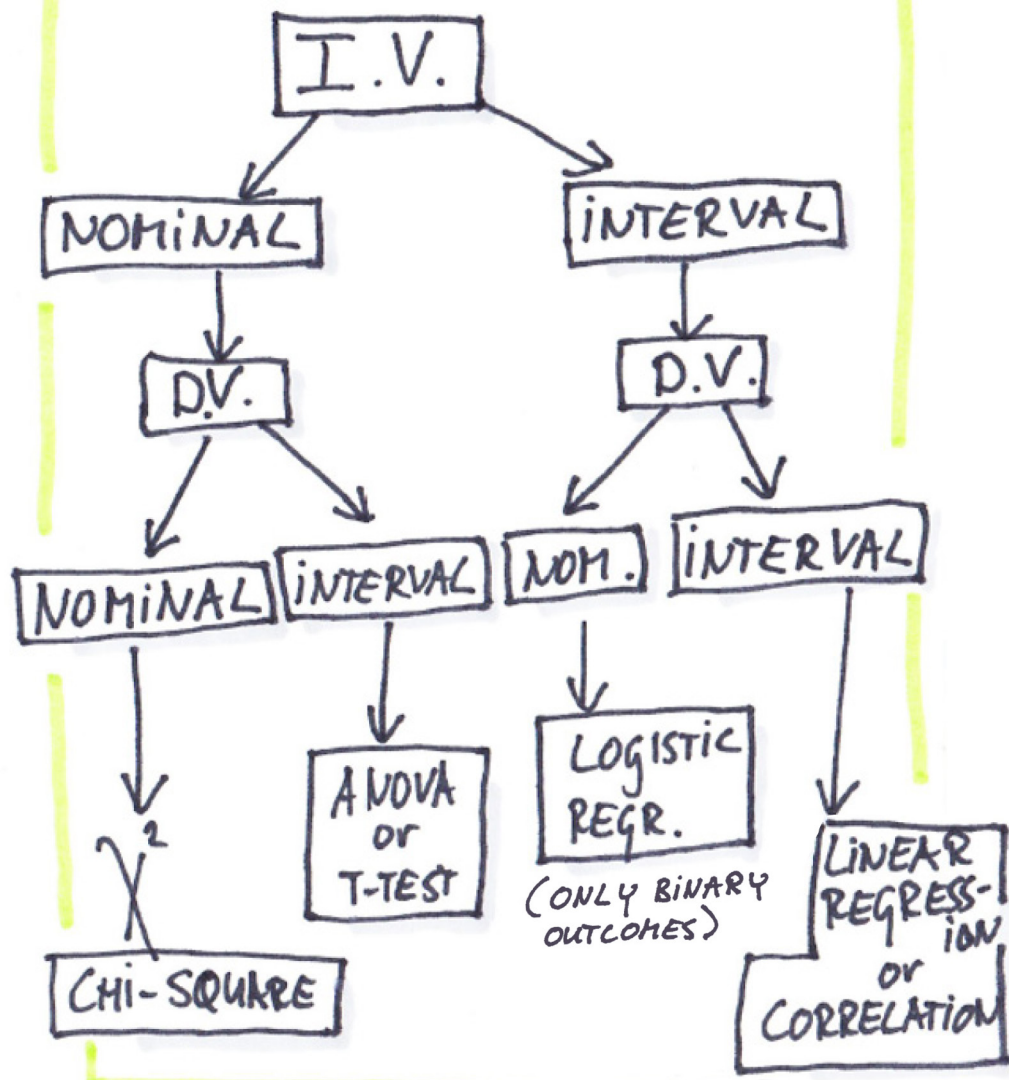 I.V.
NOMiNAL
iNTERVAL
D.V.
D.V.
NOMiNAL
iNTERVAL
NOM.
iNTERVAL
X²
CHi-SQUARE
ANOVA
or
T-TEST
LOGiSTiC
REGR.
(ONLY BiNARY
OUTCOMES)
LiNEAR
REGRESS-
iON
or
CORRELATiON